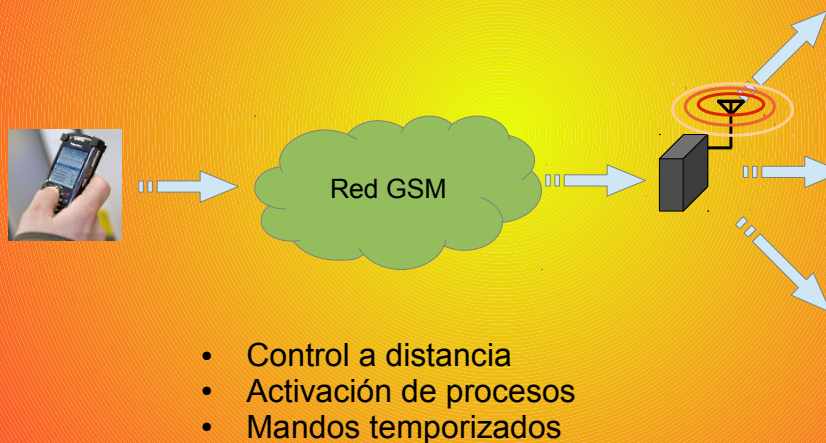 Red GSM
• Control a distancia
• Activación de procesos
• Mandos temporizados